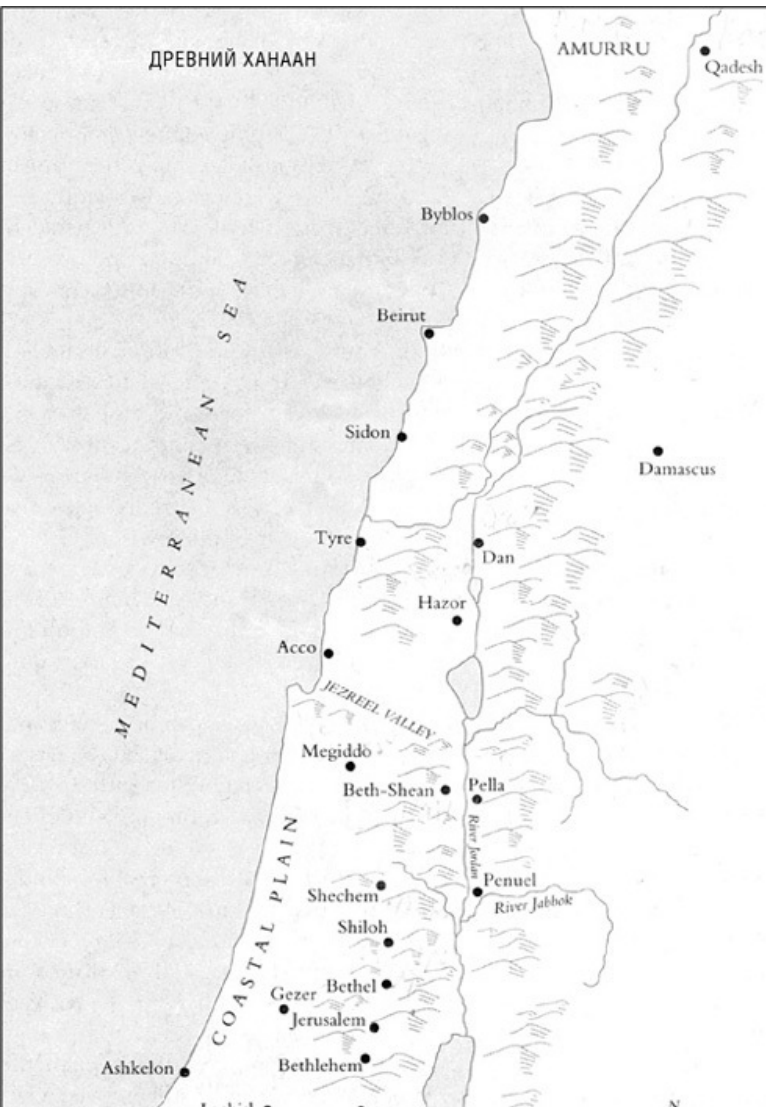 ДРЕВНИЙ ХАНААН
AMURRU
Qadesh
Byblos
MEDITERRANEAN SEA
Beirut
Sidon
Damascus
Tyre
Dan
Hazor
Acco
JEZREEL VALLEY
Megiddo
Beth-Shean
Pella
River Jordan
COASTAL PLAIN
Shechem
Penuel
River Jabbok
Shiloh
Bethel
Gezer
Jerusalem
Bethlehem
Ashkelon
N